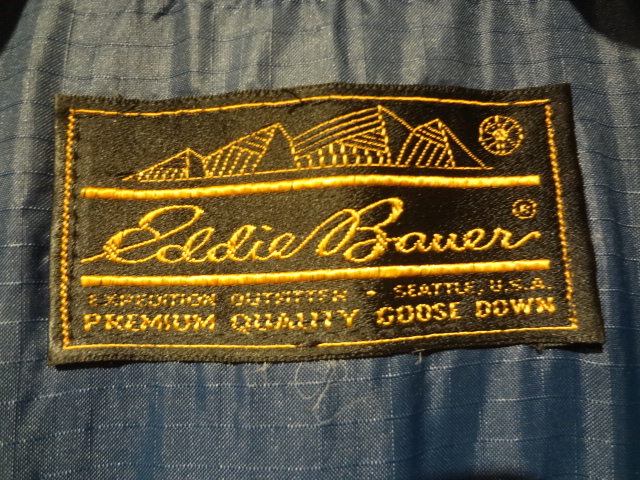 Eddie Bauer ®
EXPEDITION OUTFITTER • SEATTLE, U.S.A.
PREMIUM QUALITY GOOSE DOWN